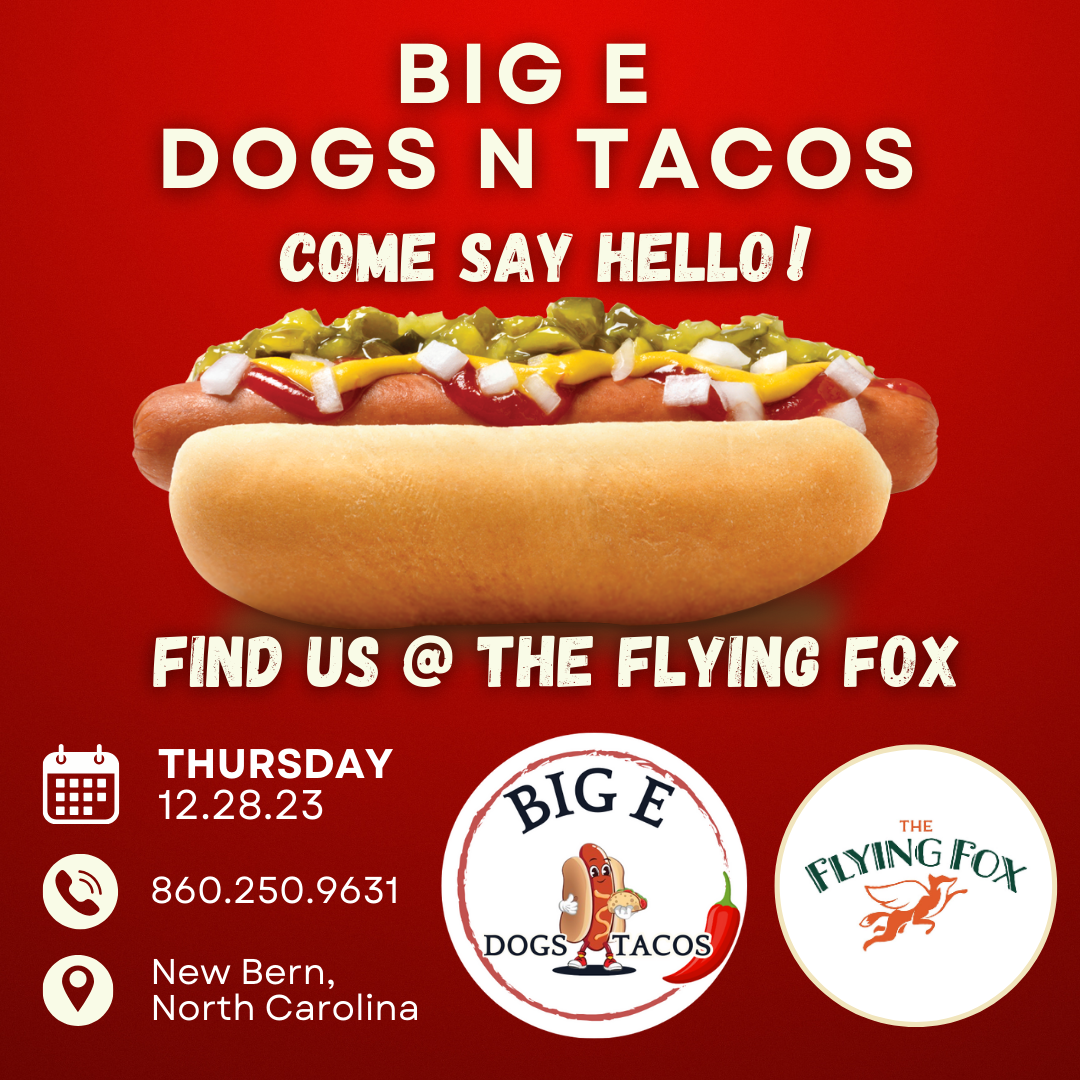 BIG E
DOGS N TACOS
COME SAY HELLO!
FIND US @ THE FLYING FOX
THURSDAY
12.28.23
860.250.9631
New Bern,
North Carolina
BIG E
DOGS TACOS
THE
FLYING FOX